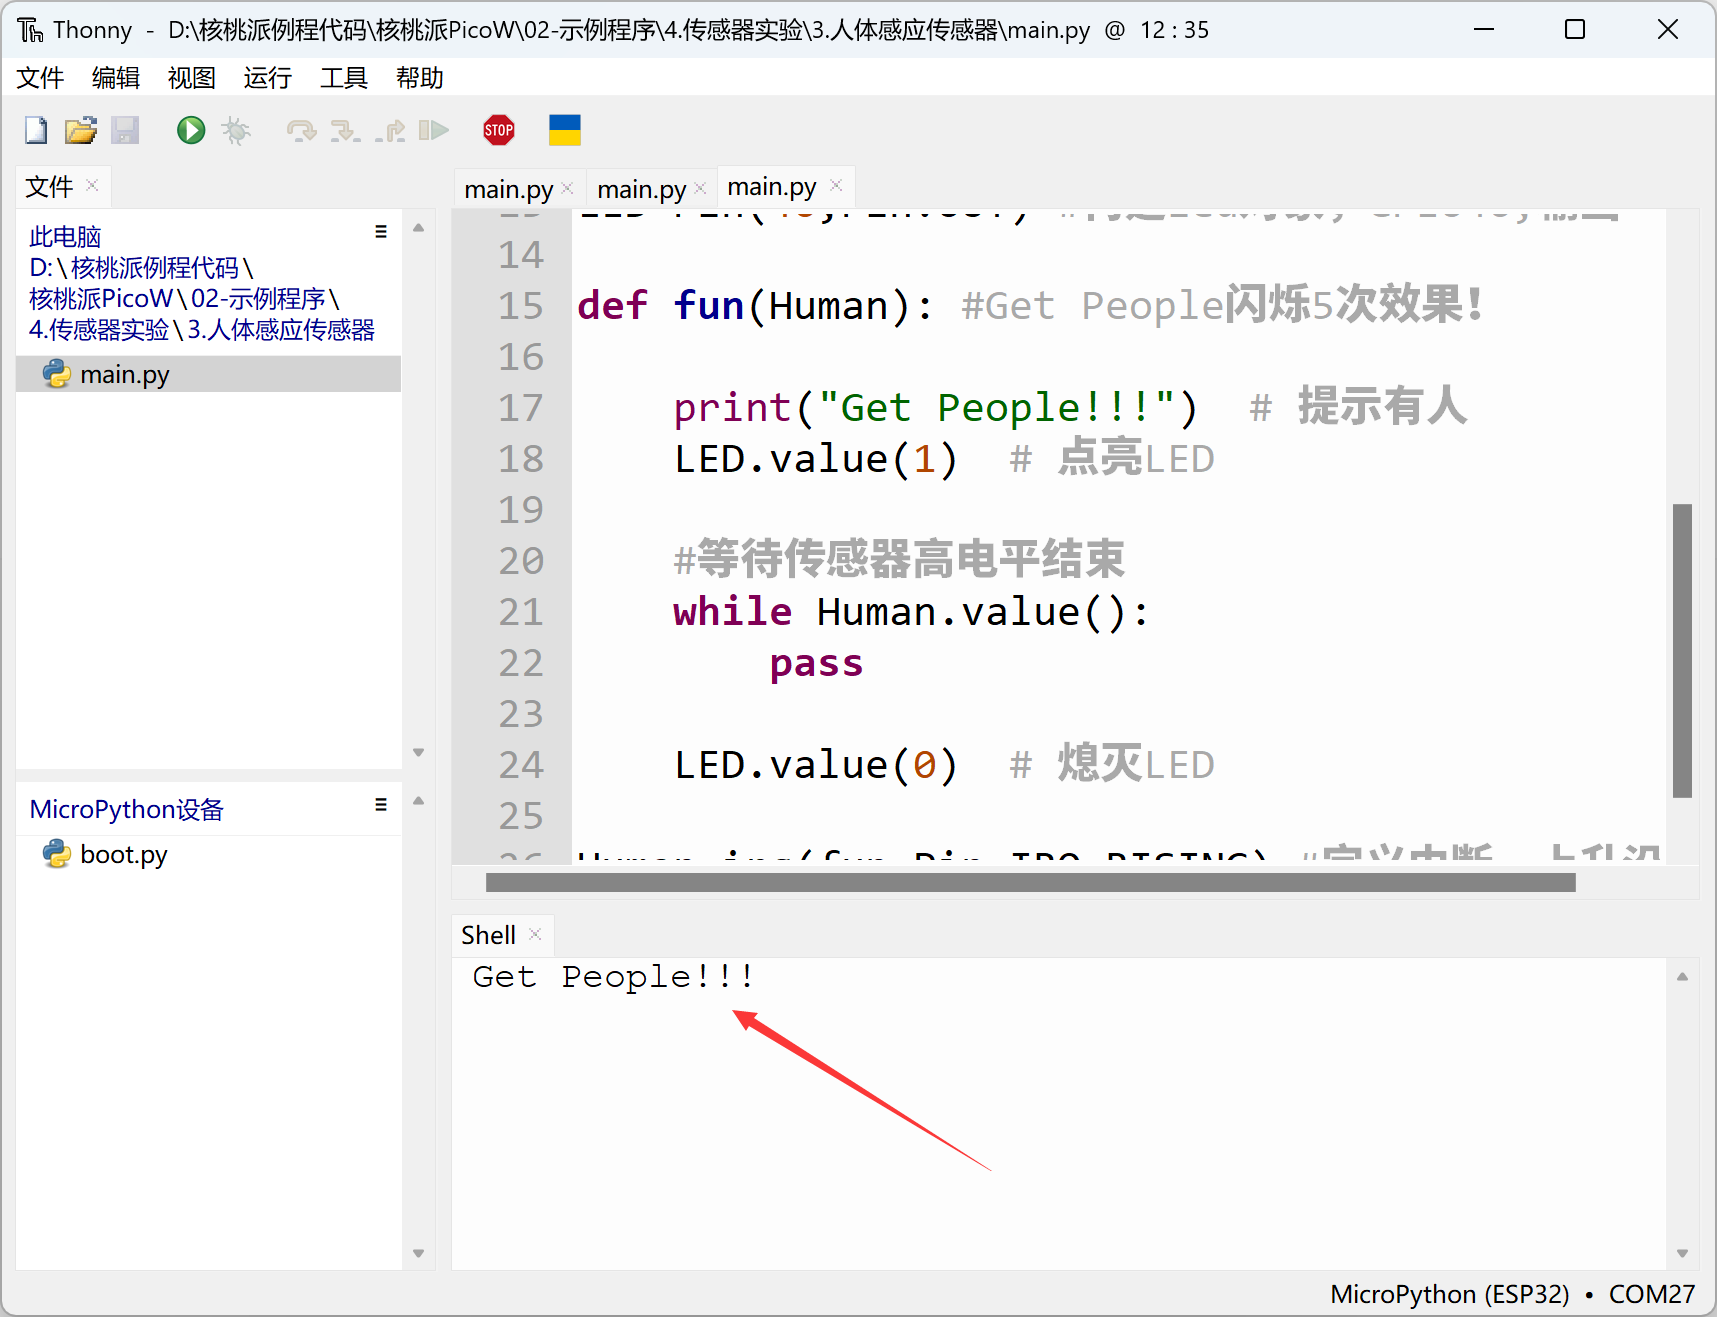 Thonny - D:\核桃派例程代码\核桃派PicoW\02-示例程序\4.传感器实验\3.人体感应传感器\main.py @ 12 : 35
文件 编辑 视图 运行 工具 帮助
STOP
文件
main.py main.py main.py
此电脑
D:\核桃派例程代码\
核桃派PicoW\02-示例程序\
4.传感器实验\3.人体感应传感器
main.py
MicroPython设备
boot.py
14
15 def fun(Human): #Get People闪烁5次效果!
16
17 print("Get People!!!") # 提示有人
18 LED.value(1) # 点亮LED
19
20 #等待传感器高电平结束
21 while Human.value():
22 pass
23
24 LED.value(0) # 熄灭LED
25
Shell
Get People!!!
MicroPython (ESP32) • COM27